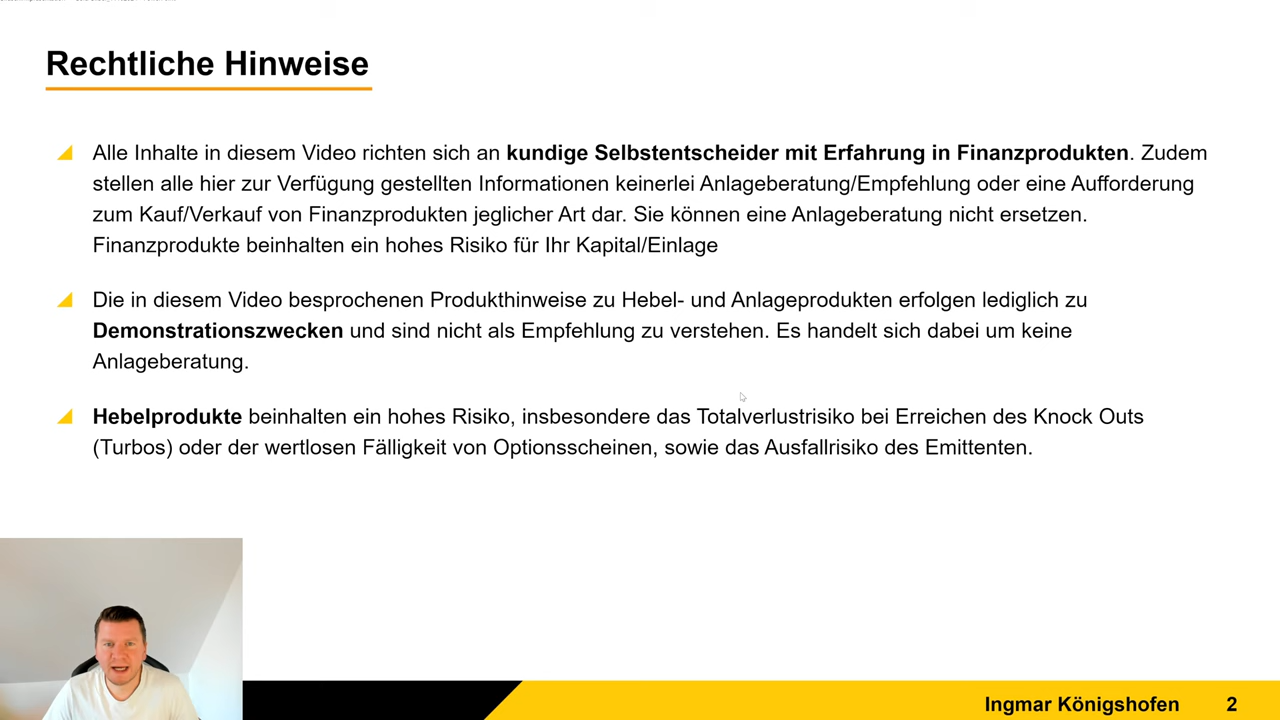 Rechtliche Hinweise
Alle Inhalte in diesem Video richten sich an kundige Selbstentscheider mit Erfahrung in Finanzprodukten. Zudem
stellen alle hier zur Verfügung gestellten Informationen keinerlei Anlageberatung/Empfehlung oder eine Aufforderung
zum Kauf/Verkauf von Finanzprodukten jeglicher Art dar. Sie können eine Anlageberatung nicht ersetzen.
Finanzprodukte beinhalten ein hohes Risiko für Ihr Kapital/Einlage
Die in diesem Video besprochenen Produkthinweise zu Hebel- und Anlageprodukten erfolgen lediglich zu
Demonstrationszwecken und sind nicht als Empfehlung zu verstehen. Es handelt sich dabei um keine
Anlageberatung.
Hebelprodukte beinhalten ein hohes Risiko, insbesondere das Totalverlustrisiko bei Erreichen des Knock Outs
(Turbos) oder der wertlosen Fälligkeit von Optionsscheinen, sowie das Ausfallrisiko des Emittenten.
Ingmar Königshofen 2